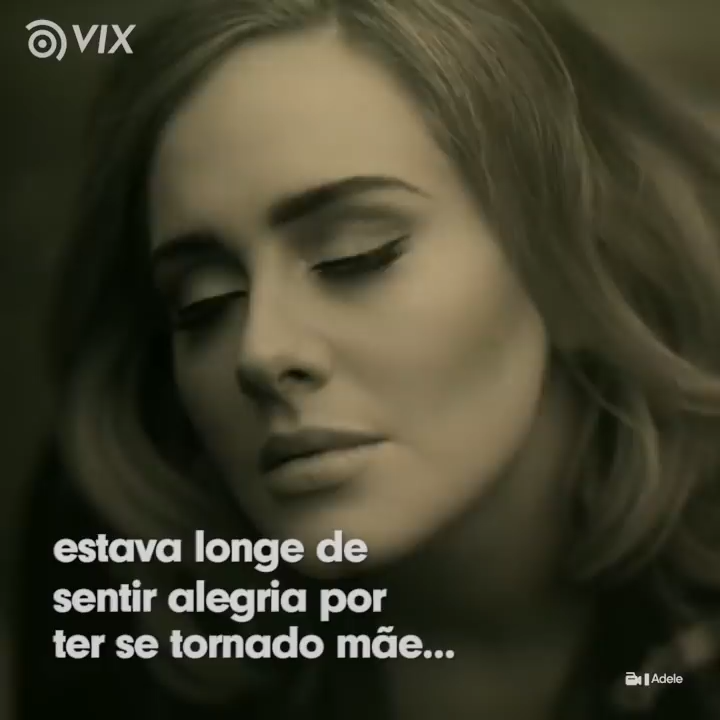 VIX
estava longe de
sentir alegria por
ter se tornado mãe...
Adele